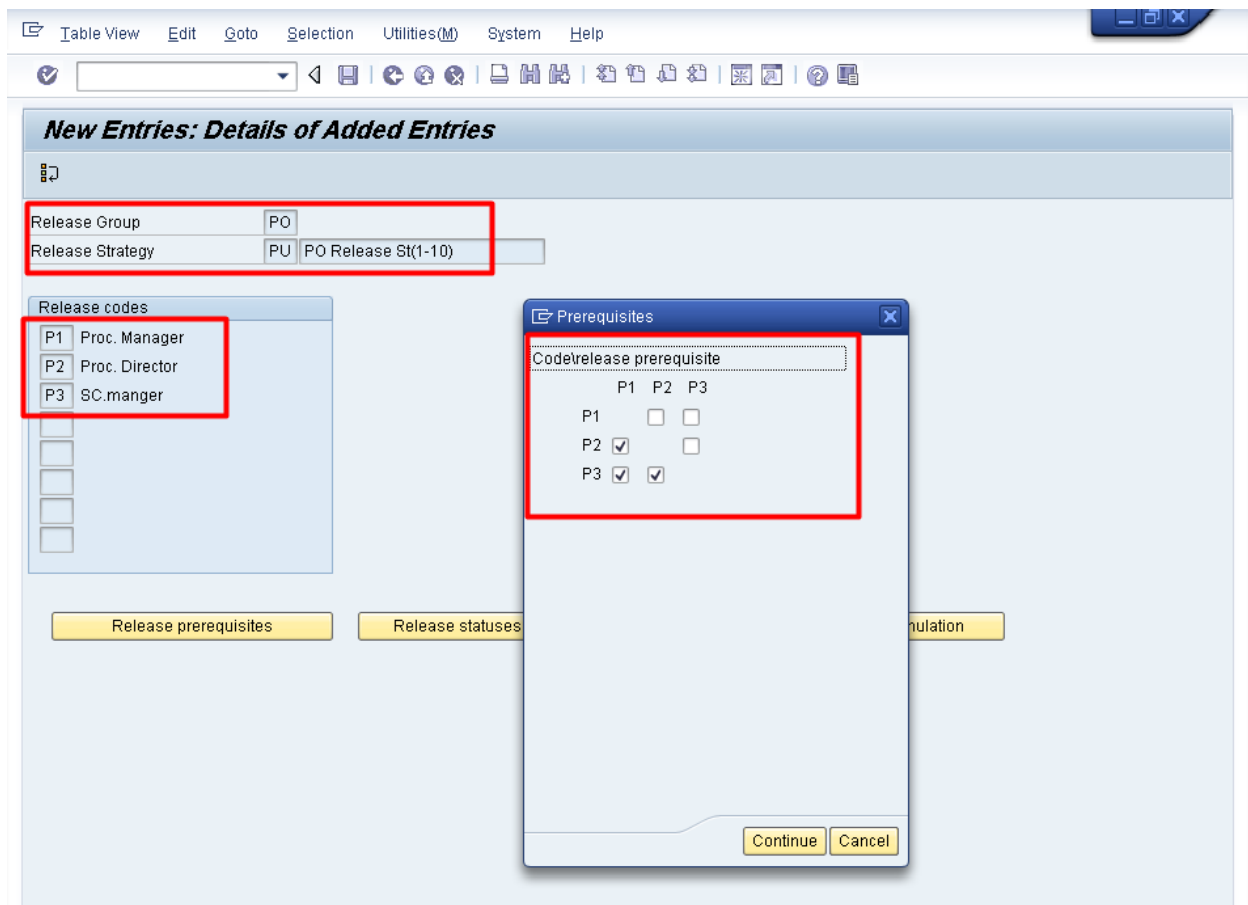 Table View Edit Goto Selection Utilities(M) System Help
New Entries: Details of Added Entries
Release Group PO
Release Strategy PU PO Release St(1-10)
Release codes
P1 Proc. Manager
P2 Proc. Director
P3 SC.manger
Prerequisites
Code\release prerequisite
P1 P2 P3
P1
P2
P3
Release prerequisites Release statuses nulation
Continue Cancel